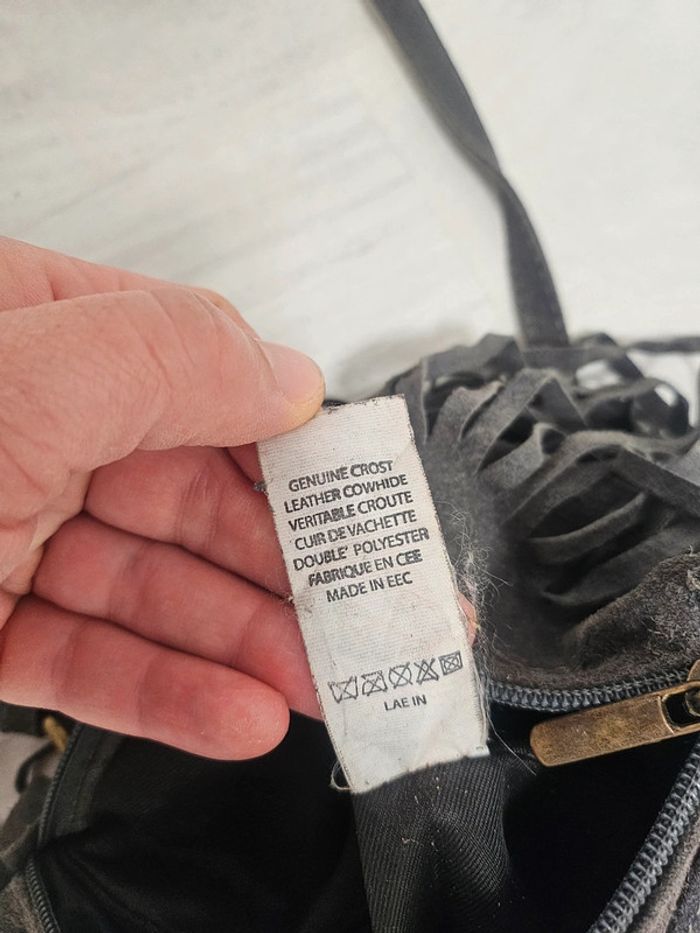 GENUINE CROST
LEATHER COWHIDE
VERITABLE CROUTE
CUIR DE VACHETTE
DOUBLE' POLYESTER
FABRIQUE EN CEE
MADE IN EEC
LAE IN